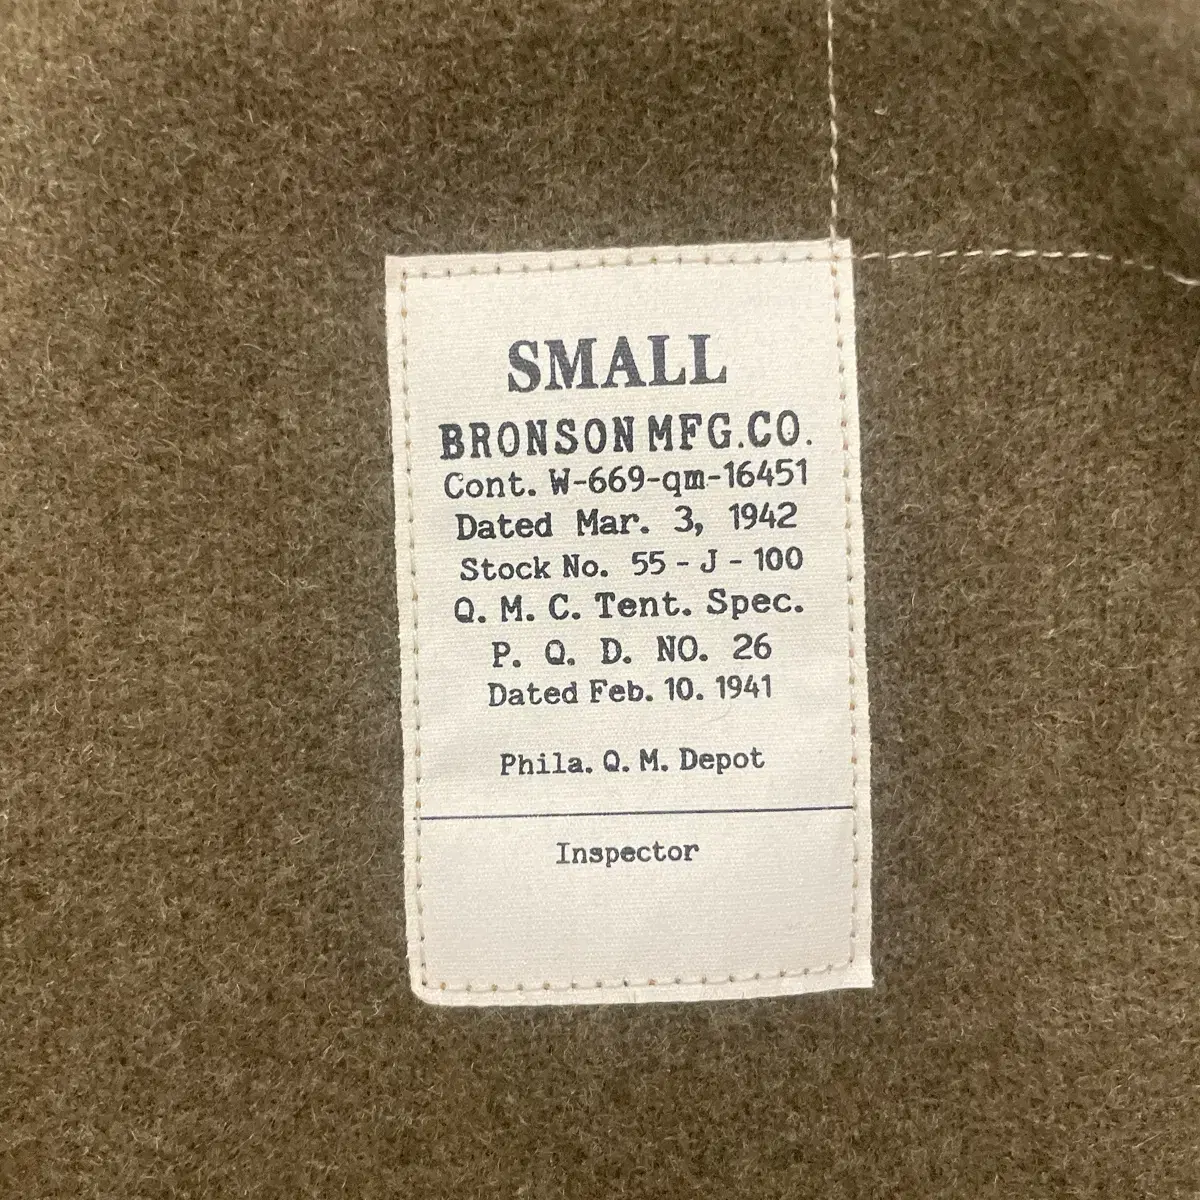 SMALL
BRONSON MFG.CO.
Cont. W-669-qm-16451
Dated Mar. 3, 1942
Stock No. 55 - J - 100
Q. M. C. Tent. Spec.
P. Q. D. NO. 26
Dated Feb. 10. 1941
Phila. Q. M. Depot
Inspector